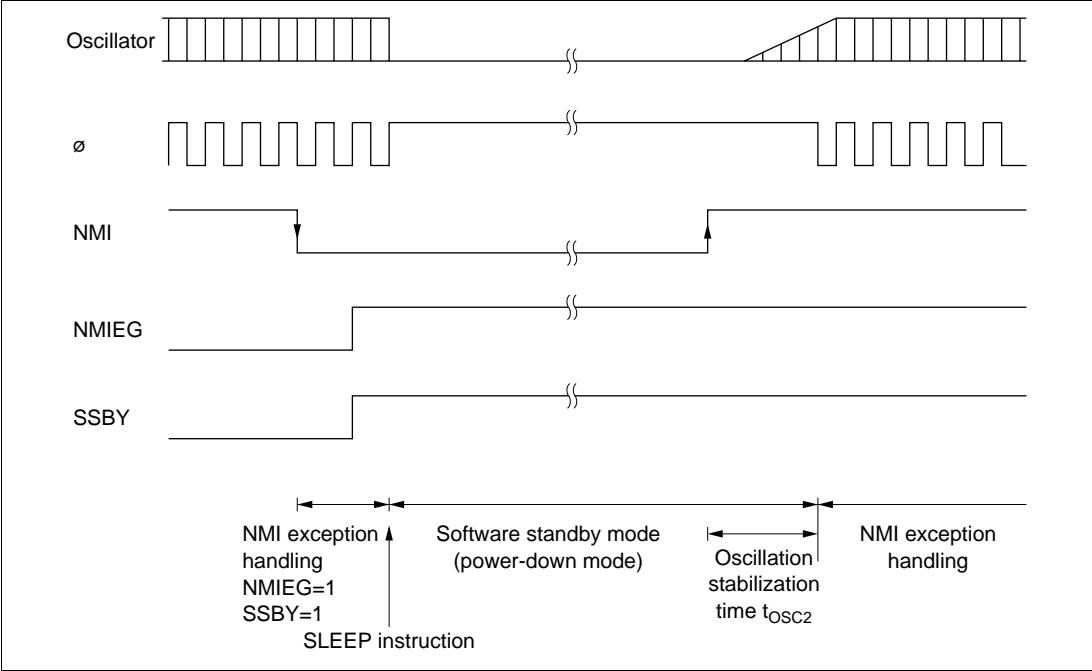 Oscillator
ø
NMI
NMIEG
SSBY
NMI exception
handling
NMIEG=1
SSBY=1
SLEEP instruction
Software standby mode
(power-down mode)
Oscillation
stabilization
time tOSC2
NMI exception
handling